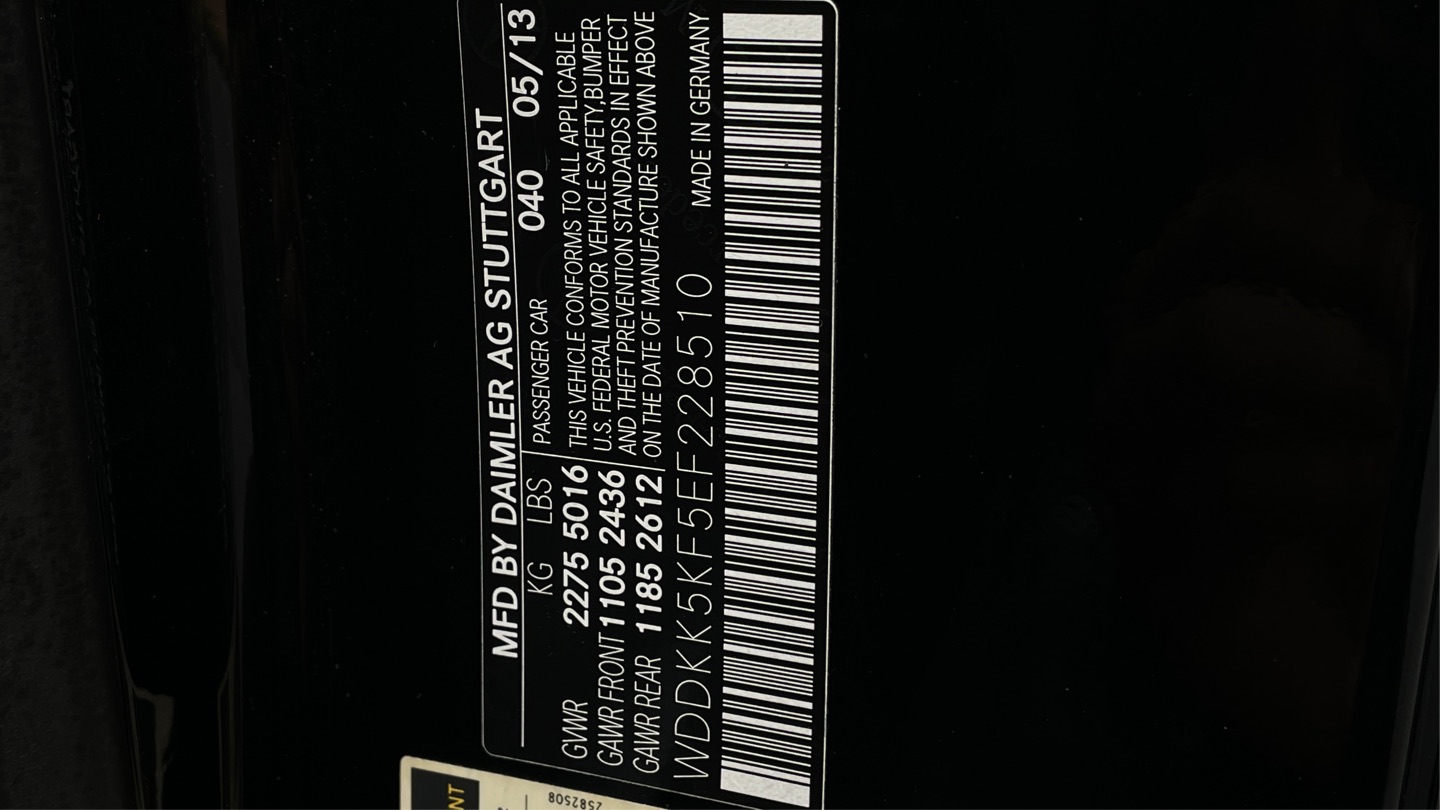 MFD BY DAIMLER AG STUTTGART
KG LBS PASSENGER CAR 040 05/13
GVWR 2275 5016
GAWR FRONT 1105 2436
GAWR REAR 1185 2612
THIS VEHICLE CONFORMS TO ALL APPLICABLE
U.S. FEDERAL MOTOR VEHICLE SAFETY,BUMPER
AND THEFT PREVENTION STANDARDS IN EFFECT
ON THE DATE OF MANUFACTURE SHOWN ABOVE
WDDKK5KF5EF228510 MADE IN GERMANY
NT
2582508